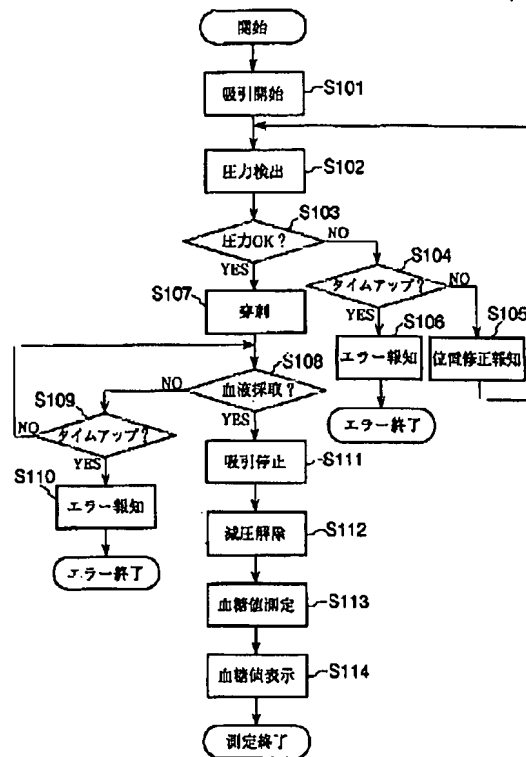 開始
吸引開始
S101
圧力検出
S102
圧力OK?
S103
NO
YES
タイムアップ?
S104
NO
YES
位置修正報知
S105
エラー報知
S106
エラー終了
穿刺
S107
血液採取?
S108
NO
YES
タイムアップ?
S109
NO
YES
エラー報知
S110
エラー終了
吸引停止
S111
減圧解除
S112
血糖値測定
S113
血糖値表示
S114
測定終了